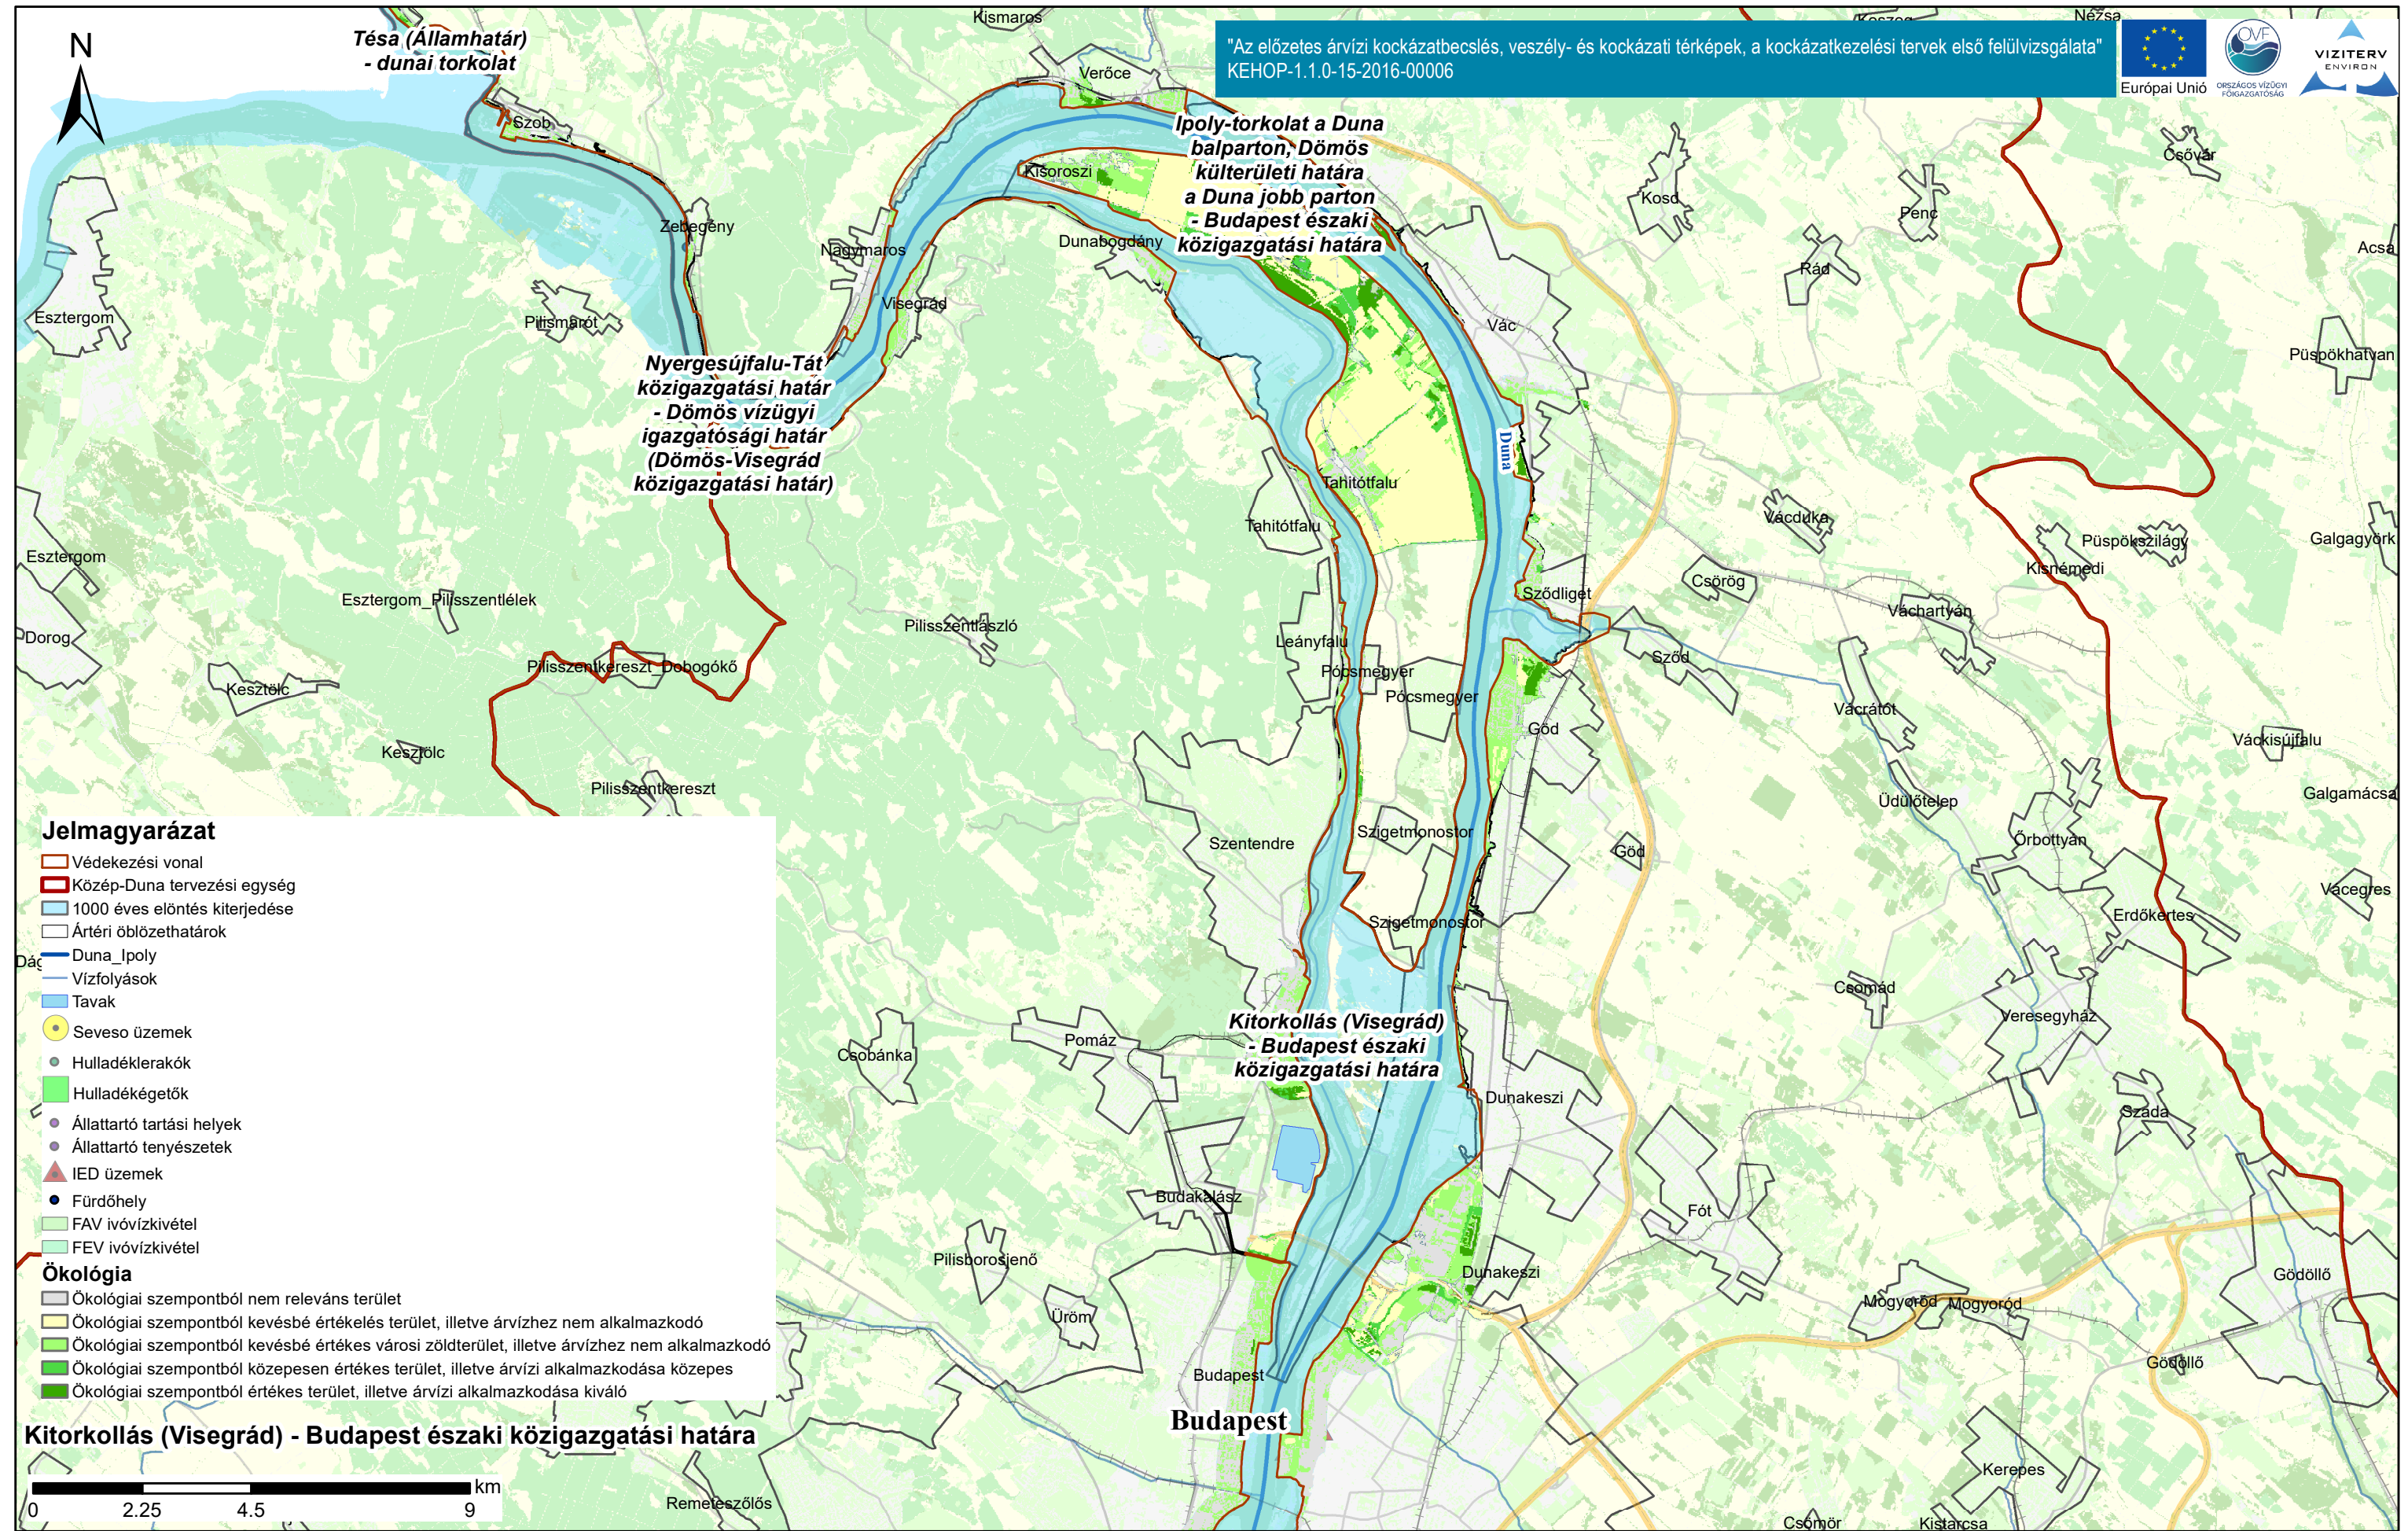 Kismaros
Nézsa
N
Tésa (Államhatár)
- dunai torkolat
"Az előzetes árvízi kockázatbecslés, veszély- és kockázati térképek, a kockázatkezelési tervek első felülvizsgálata"
KEHOP-1.1.0-15-2016-00006
Európai Unió
OVF
ORSZÁGOS VÍZÜGYI
FŐIGAZGATÓSÁG
VIZITERV
ENVIRON
Verőce
Szob
Ipoly-torkolat a Duna
balparton, Dömös
külterületi határa
a Duna jobb parton
- Budapest északi
közigazgatási határa
Csővár
Kisoroszi
Kosd
Penc
Zebegény
Nagymaros
Dunabogdány
Acsa
Rád
Visegrád
Esztergom
Pilismarót
Vác
Püspökhatvan
Nyergesújfalu-Tát
közigazgatási határ
- Dömös vízügyi
igazgatósági határ
(Dömös-Visegrád
közigazgatási határ)
Duna
Tahitótfalu
Tahitótfalu
Vácduka
Püspökszilágy
Galgagyörk
Esztergom
Kisnémedi
Csörög
Sződliget
Esztergom_Pilisszentlélek
Váchartyán
Pilisszentlászló
Dorog
Leányfalu
Sződ
Pilisszentkereszt_Dobogókő
Pócsmegyer
Kesztölc
Pócsmegyer
Vácrátót
Göd
Váckisújfalu
Kesztölc
Pilisszentkereszt
Galgamácsa
Üdülőtelep
Szigetmonostor
Szentendre
Őrbottyán
Göd
Vácegres
Erdőkertes
Szigetmonostor
Csomád
Veresegyház
Kitorkollás (Visegrád)
- Budapest északi
közigazgatási határa
Pomáz
Csobánka
Dunakeszi
Szada
Budakalász
Fót
Pilisborosjenő
Dunakeszi
Gödöllő
Mogyoród
Mogyoród
Üröm
Gödöllő
Budapest
Budapest
Kerepes
Remeteszőlős
Csömör
Kistarcsa
Jelmagyarázat
Védekezési vonal
Közép-Duna tervezési egység
1000 éves elöntés kiterjedése
Ártéri öblözethatárok
Duna_Ipoly
Vízfolyások
Tavak
Seveso üzemek
Hulladéklerakók
Hulladékégetők
Állattartó tartási helyek
Állattartó tenyészetek
IED üzemek
Fürdőhely
FAV ivóvízkivétel
FEV ivóvízkivétel
Ökológia
Ökológiai szempontból nem releváns terület
Ökológiai szempontból kevésbé értékelés terület, illetve árvízhez nem alkalmazkodó
Ökológiai szempontból kevésbé értékes városi zöldterület, illetve árvízhez nem alkalmazkodó
Ökológiai szempontból közepesen értékes terület, illetve árvízi alkalmazkodása közepes
Ökológiai szempontból értékes terület, illetve árvízi alkalmazkodása kiváló
Kitorkollás (Visegrád) - Budapest északi közigazgatási határa
km
0 2.25 4.5 9